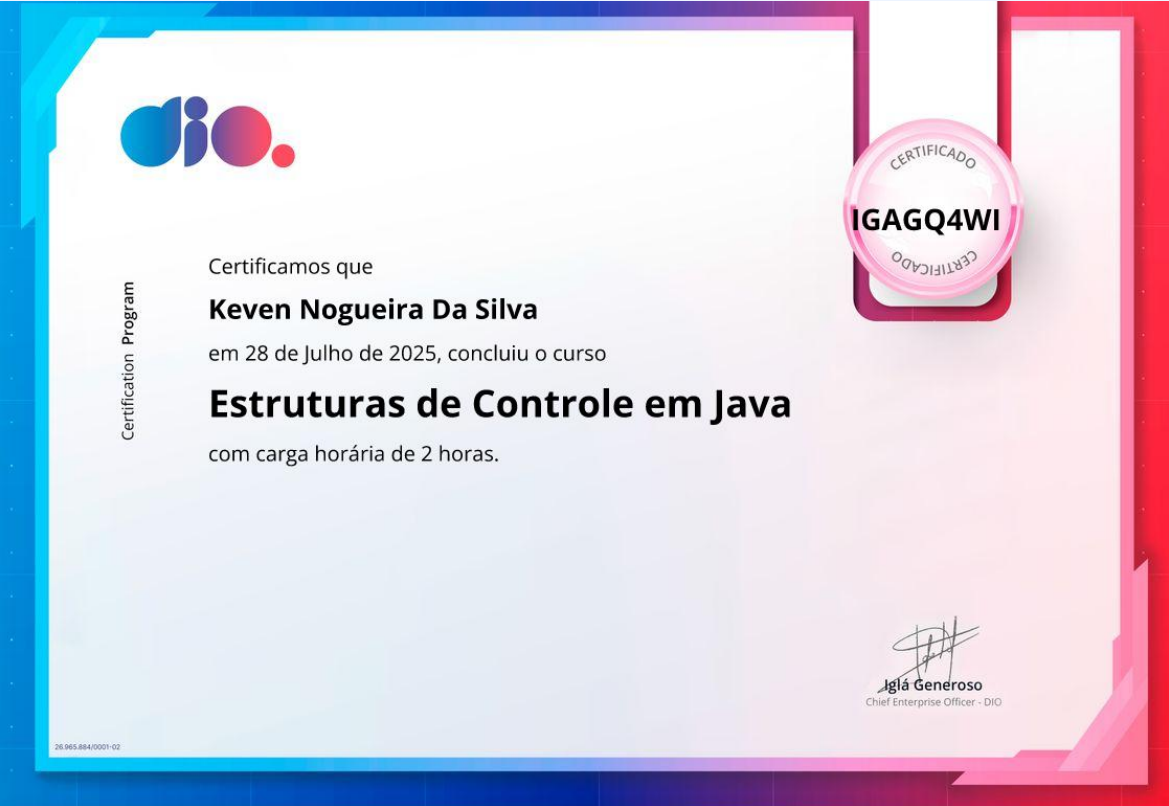 dio.
CERTIFICADO
IGAGQ4WI
CERTIFICADO
Certification Program
Certificamos que
Keven Nogueira Da Silva
em 28 de Julho de 2025, concluiu o curso
Estruturas de Controle em Java
com carga horária de 2 horas.
Iglá Generoso
Chief Enterprise Officer - DIO
26.965.884/0001-02